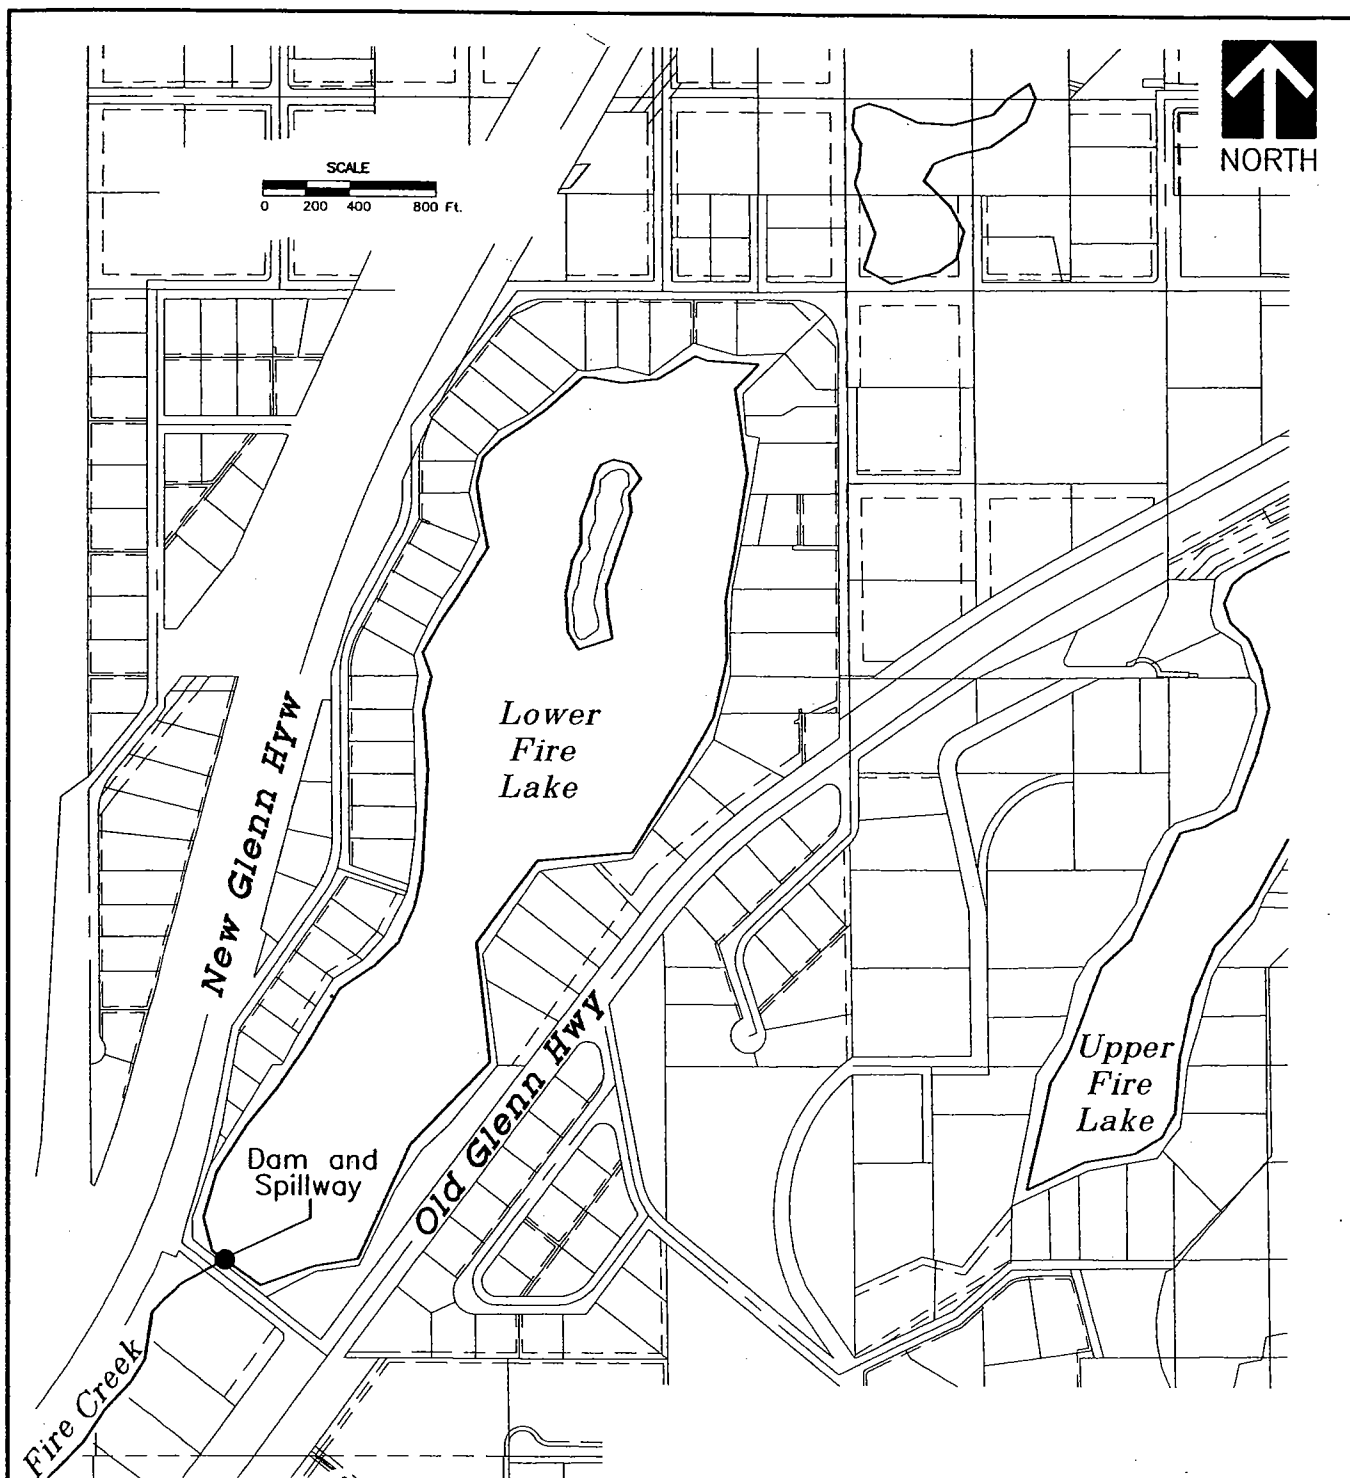 SCALE
0 200 400 800 Ft.
NORTH
Lower
Fire
Lake
New Glenn Hyw
Old Glenn Hwy
Upper
Fire
Lake
Dam and
Spillway
Fire Creek